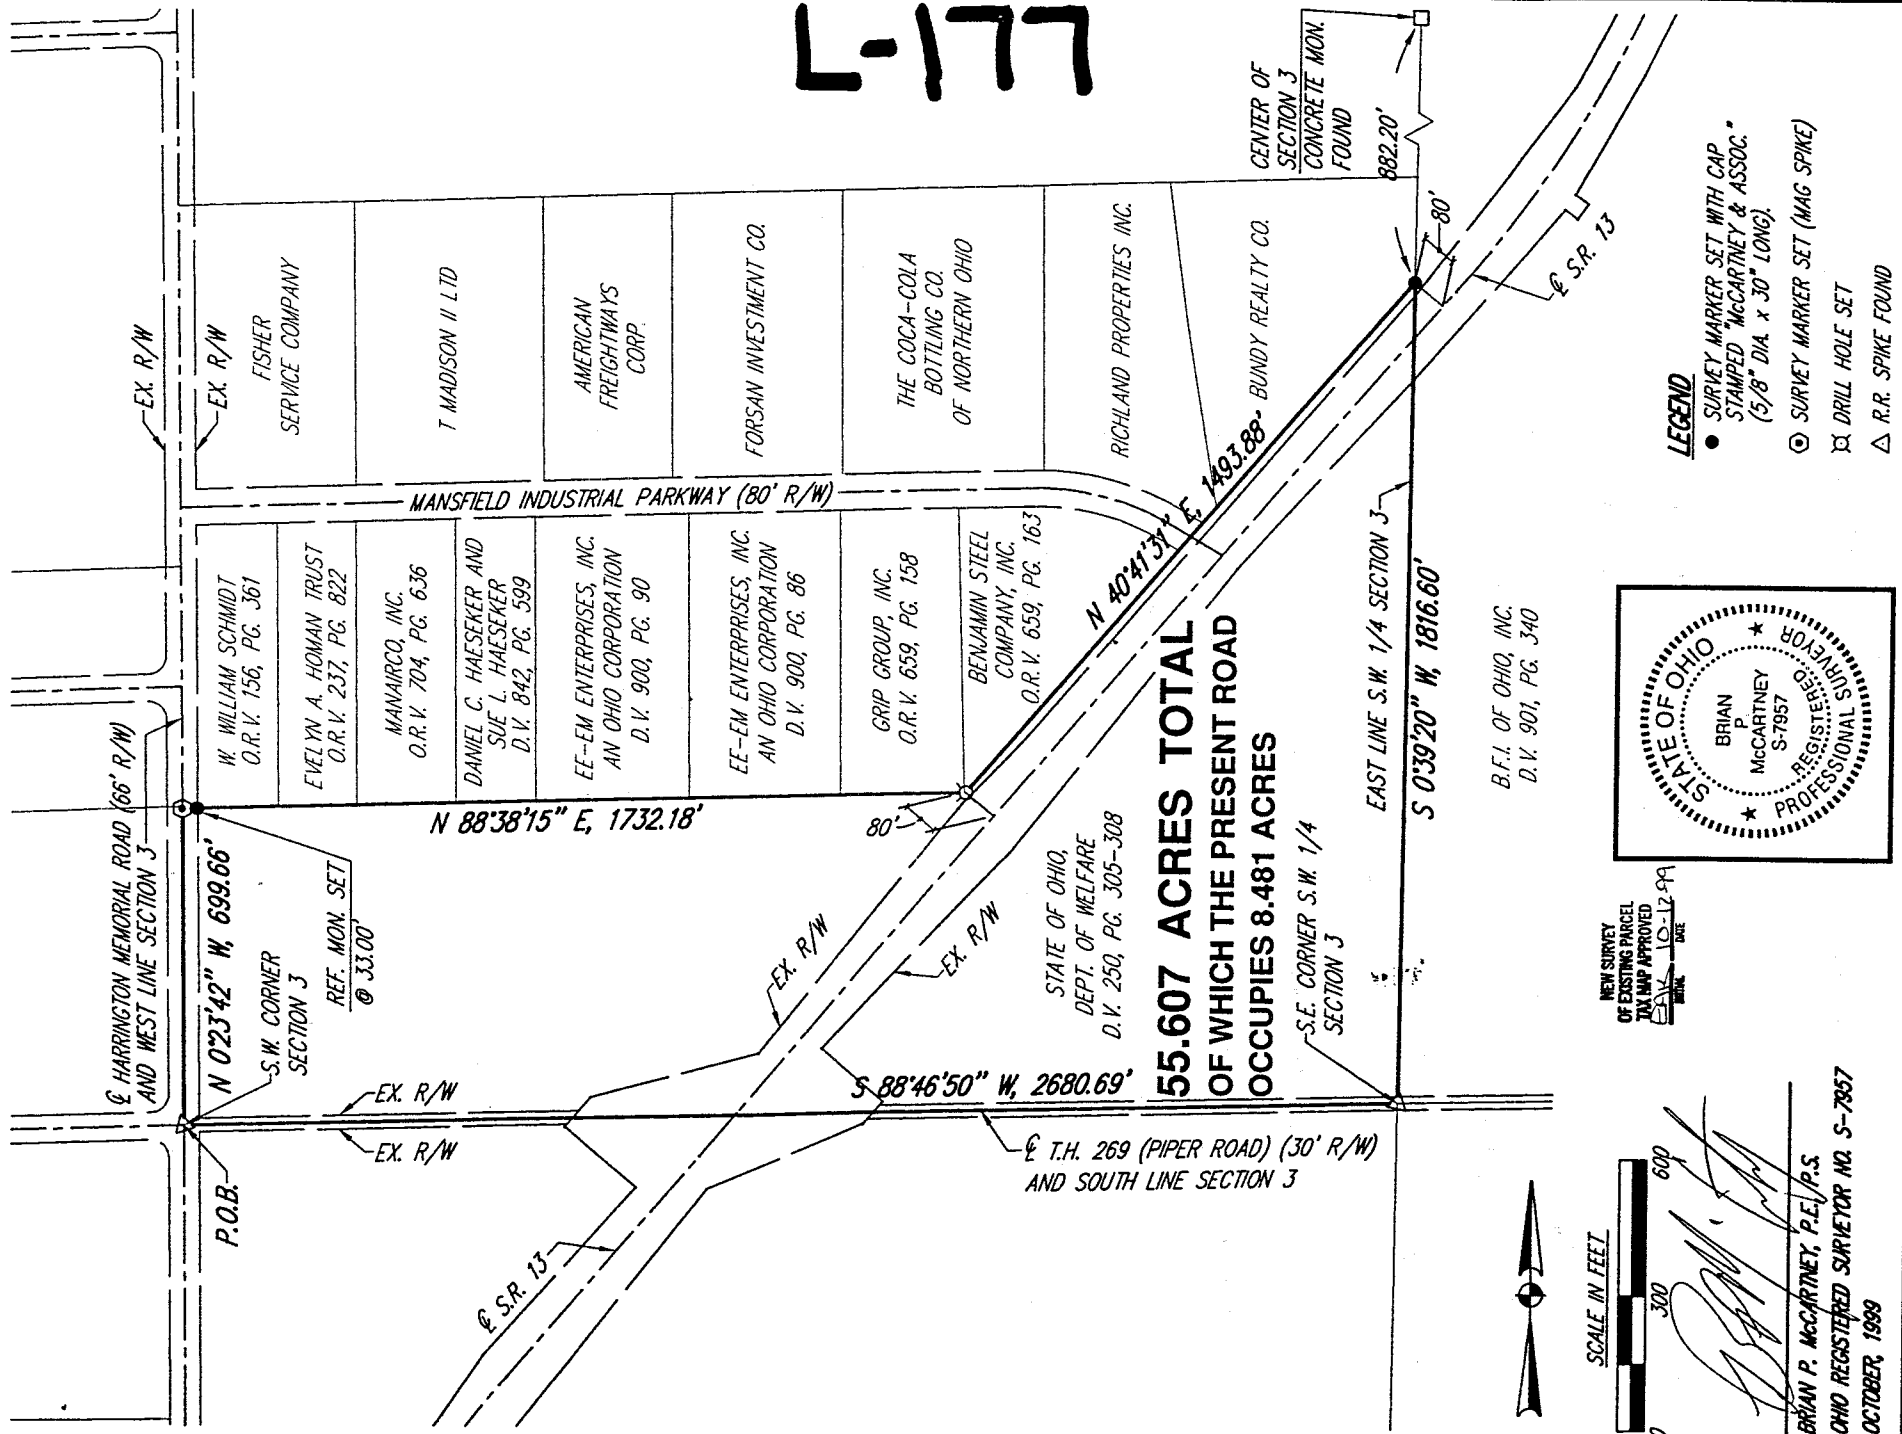 L-177
EX. R/W
EX. R/W
FISHER
SERVICE COMPANY
T MADISON II LTD
AMERICAN
FREIGHTWAYS
CORP.
FORSAN INVESTMENT CO.
THE COCA-COLA
BOTTLING CO.
OF NORTHERN OHIO
RICHLAND PROPERTIES INC.
BUNDY REALTY CO.
CENTER OF
SECTION 3
CONCRETE MON.
FOUND
882.20'
80'
℄ S.R. 13
MANSFIELD INDUSTRIAL PARKWAY (80' R/W)
W. WILLIAM SCHMIDT
O.R.V. 156, PG. 361
EVELYN A. HOMAN TRUST
O.R.V. 237, PG. 822
MANAIRCO, INC.
O.R.V. 704, PG. 636
DANIEL C. HAESEKER AND
SUE L. HAESEKER
D.V. 842, PG. 599
EE-EM ENTERPRISES, INC.
AN OHIO CORPORATION
D.V. 900, PG. 90
EE-EM ENTERPRISES, INC.
AN OHIO CORPORATION
D.V. 900, PG. 86
GRIP GROUP, INC.
O.R.V. 659, PG. 158
BENJAMIN STEEL
COMPANY, INC.
O.R.V. 659, PG. 163
N 40°41'31" E, 1493.88'
℄ HARRINGTON MEMORIAL ROAD (66' R/W)
AND WEST LINE SECTION 3
N 0°23'42" W, 699.66'
S.W. CORNER
SECTION 3
REF. MON. SET
@ 33.00'
N 88°38'15" E, 1732.18'
80'
EX. R/W
EX. R/W
STATE OF OHIO,
DEPT. OF WELFARE
D.V. 250, PG. 305-308
55.607 ACRES TOTAL
OF WHICH THE PRESENT ROAD
OCCUPIES 8.481 ACRES
S.E. CORNER S.W. 1/4
SECTION 3
EAST LINE S.W. 1/4 SECTION 3
S 0°39'20" W, 1816.60'
B.F.I. OF OHIO, INC.
D.V. 901, PG. 340
P.O.B.
EX. R/W
EX. R/W
S 88°46'50" W, 2680.69'
℄ T.H. 269 (PIPER ROAD) (30' R/W)
AND SOUTH LINE SECTION 3
℄ S.R. 13
LEGEND
● SURVEY MARKER SET WITH CAP
STAMPED "McCARTNEY & ASSOC."
(5/8" DIA. x 30" LONG).
SURVEY MARKER SET (MAG SPIKE)
DRILL HOLE SET
△ R.R. SPIKE FOUND
STATE OF OHIO
BRIAN
P.
McCARTNEY
S-7957
REGISTERED
PROFESSIONAL SURVEYOR
NEW SURVEY
OF EXISTING PARCEL
TAX MAP APPROVED
10-12-99
INITIAL DATE
SCALE IN FEET
0 300 600
BRIAN P. McCARTNEY, P.E./P.S.
OHIO REGISTERED SURVEYOR NO. S-7957
OCTOBER, 1999